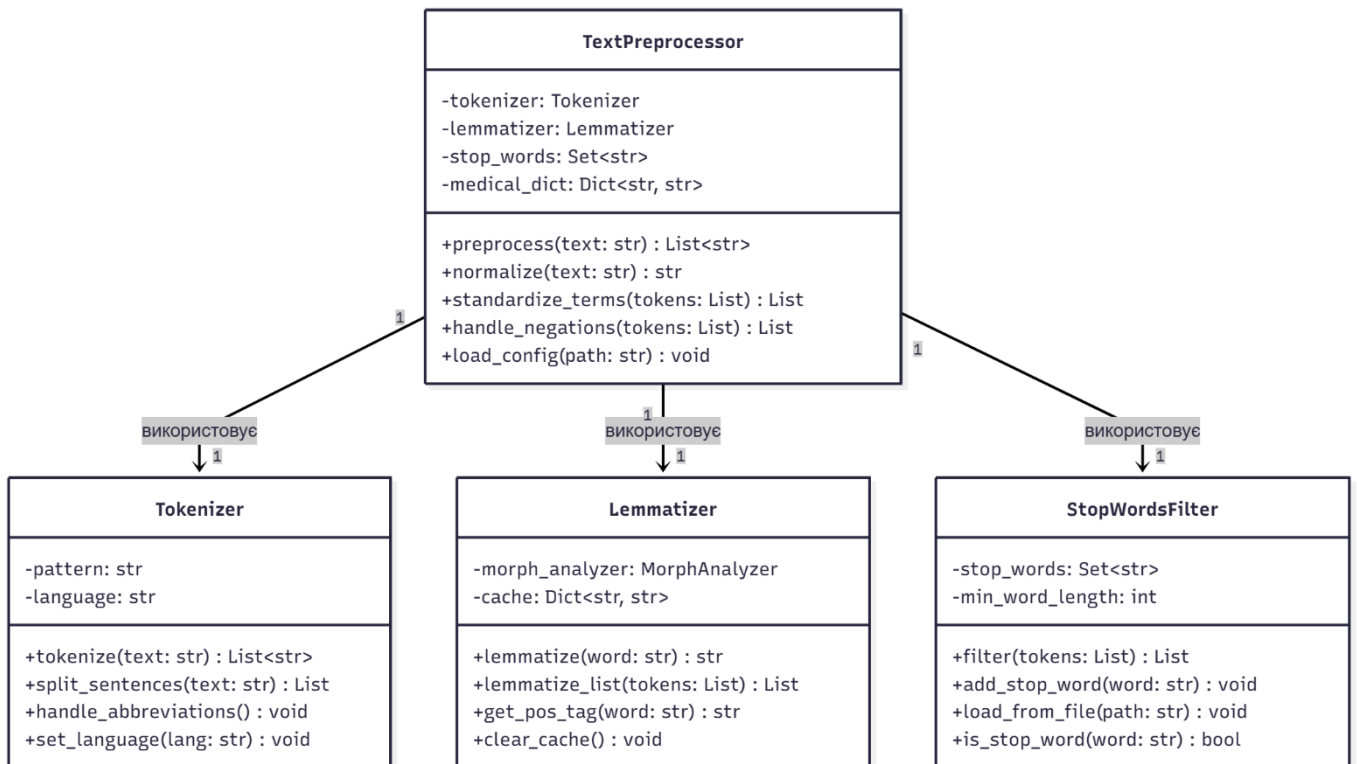 TextPreprocessor
-tokenizer: Tokenizer
-lemmatizer: Lemmatizer
-stop_words: Set<str>
-medical_dict: Dict<str, str>
+preprocess(text: str) : List<str>
+normalize(text: str) : str
+standardize_terms(tokens: List) : List
+handle_negations(tokens: List) : List
+load_config(path: str) : void
1
1
1
використовує
використовує
використовує
1
1
1
Tokenizer
-pattern: str
-language: str
+tokenize(text: str) : List<str>
+split_sentences(text: str) : List
+handle_abbreviations() : void
+set_language(lang: str) : void
Lemmatizer
-morph_analyzer: MorphAnalyzer
-cache: Dict<str, str>
+lemmatize(word: str) : str
+lemmatize_list(tokens: List) : List
+get_pos_tag(word: str) : str
+clear_cache() : void
StopWordsFilter
-stop_words: Set<str>
-min_word_length: int
+filter(tokens: List) : List
+add_stop_word(word: str) : void
+load_from_file(path: str) : void
+is_stop_word(word: str) : bool